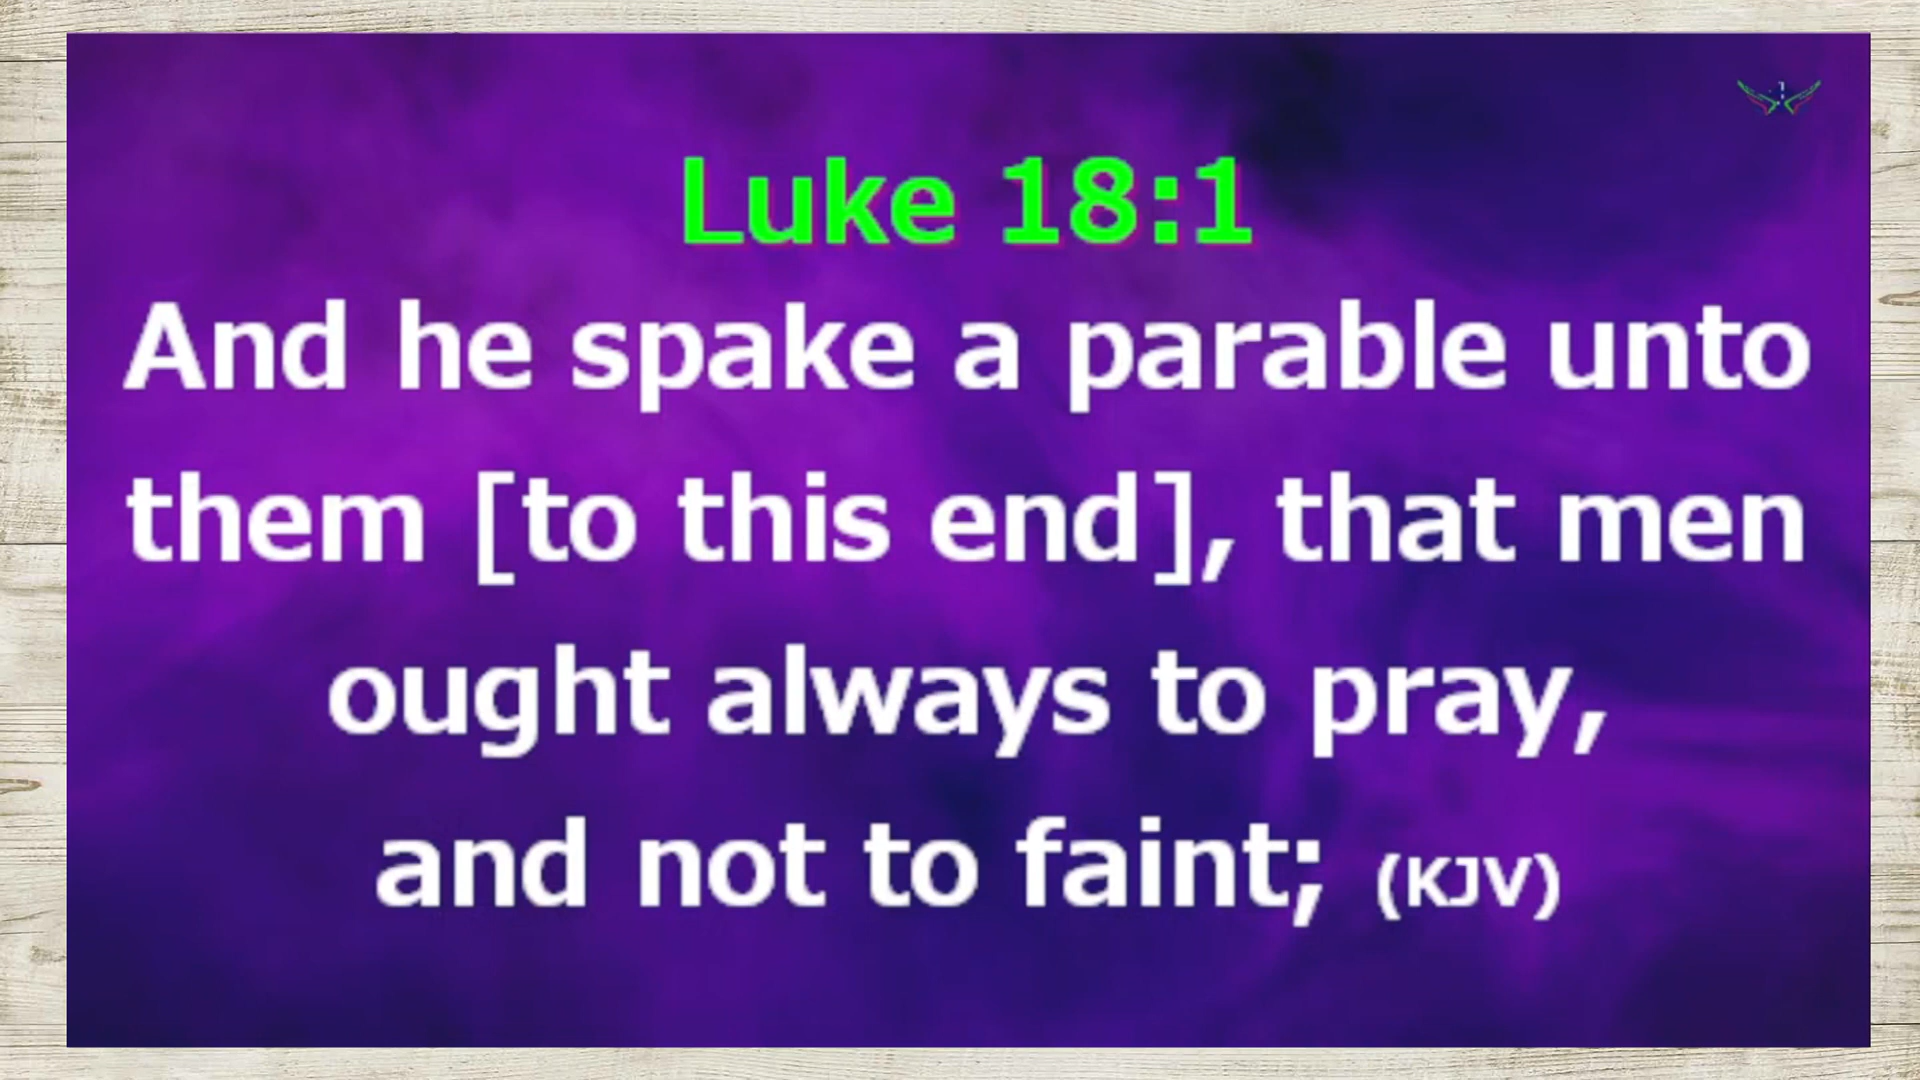 Luke 18:1
And he spake a parable unto
them [to this end], that men
ought always to pray,
and not to faint; (KJV)